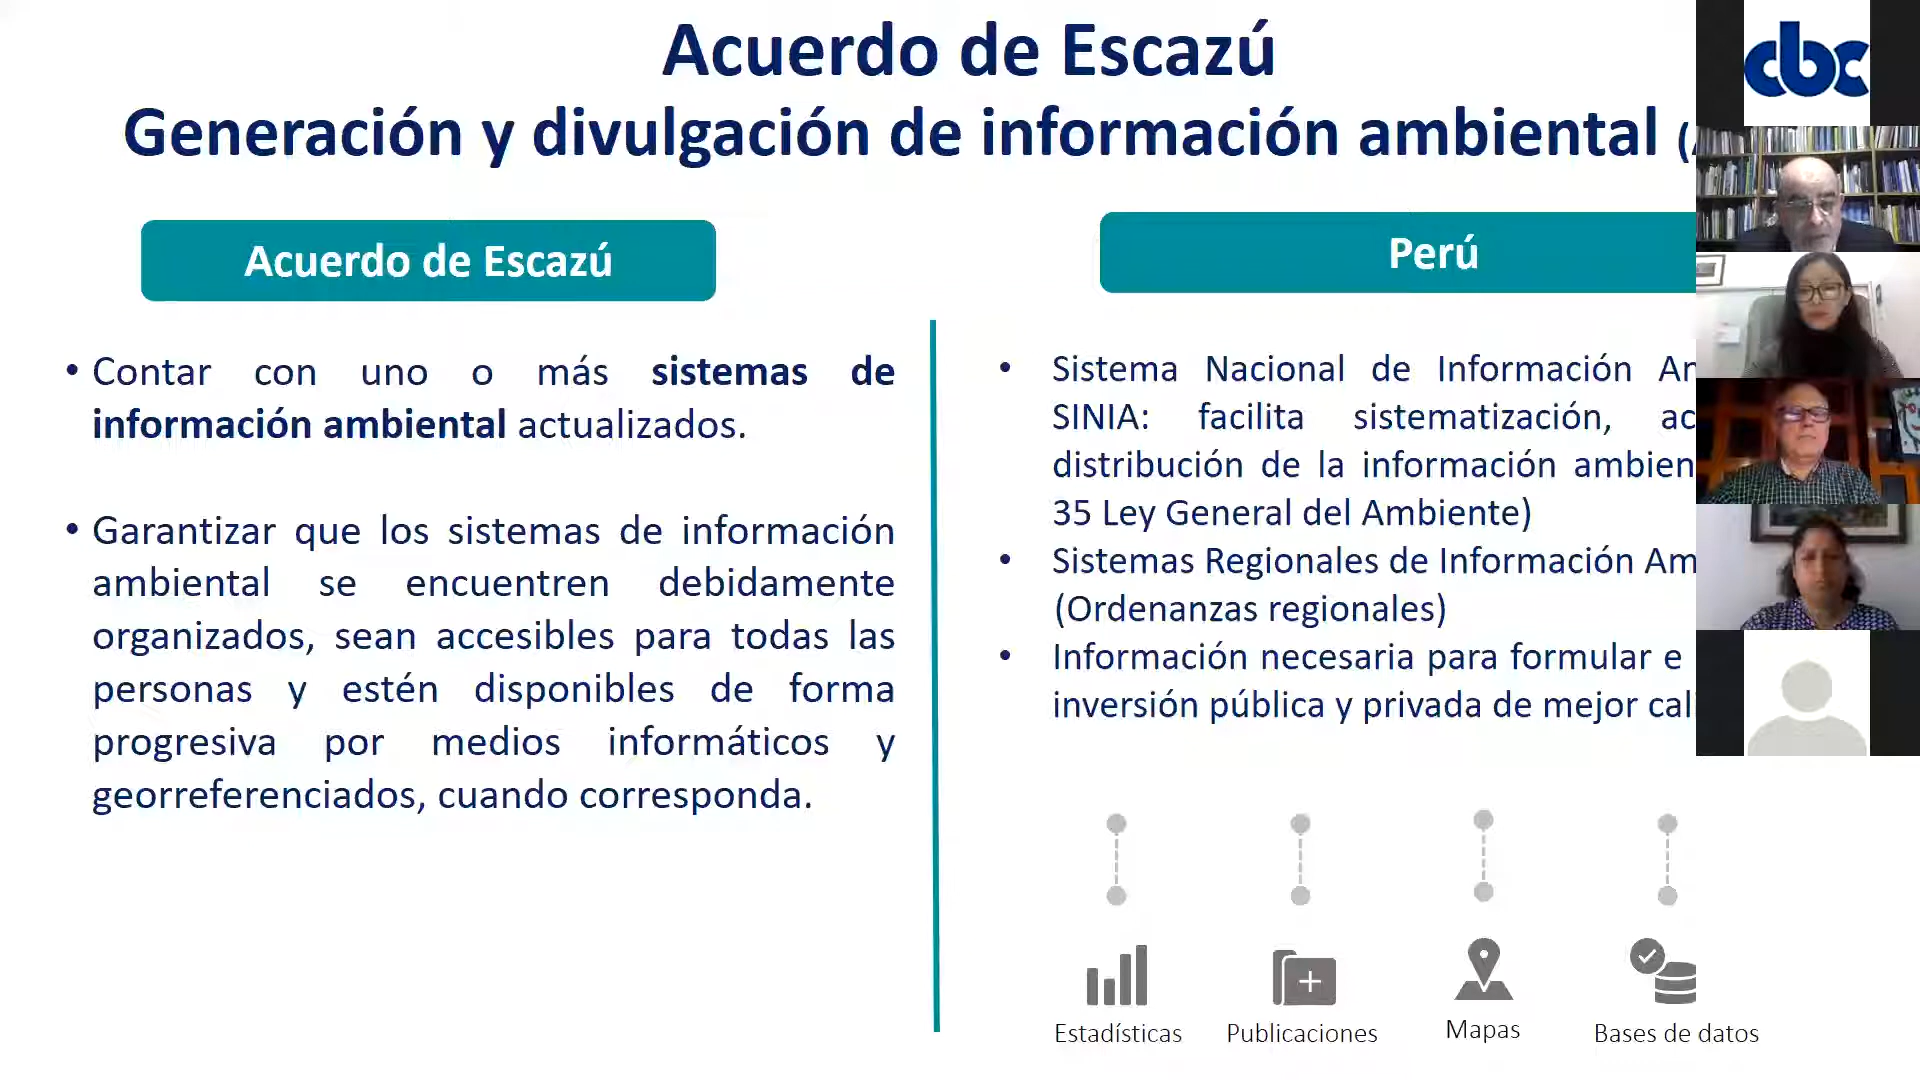 Acuerdo de Escazú
Generación y divulgación de información ambiental
cbc
Acuerdo de Escazú
Perú
• Contar con uno o más sistemas de
información ambiental actualizados.
• Garantizar que los sistemas de información
ambiental se encuentren debidamente
organizados, sean accesibles para todas las
personas y estén disponibles de forma
progresiva por medios informáticos y
georreferenciados, cuando corresponda.
• Sistema Nacional de Información
SINIA: facilita sistematización,
distribución de la información
35 Ley General del Ambiente)
• Sistemas Regionales de Información
(Ordenanzas regionales)
• Información necesaria para formular e
inversión pública y privada de mejor
Estadísticas
Publicaciones
Mapas
Bases de datos